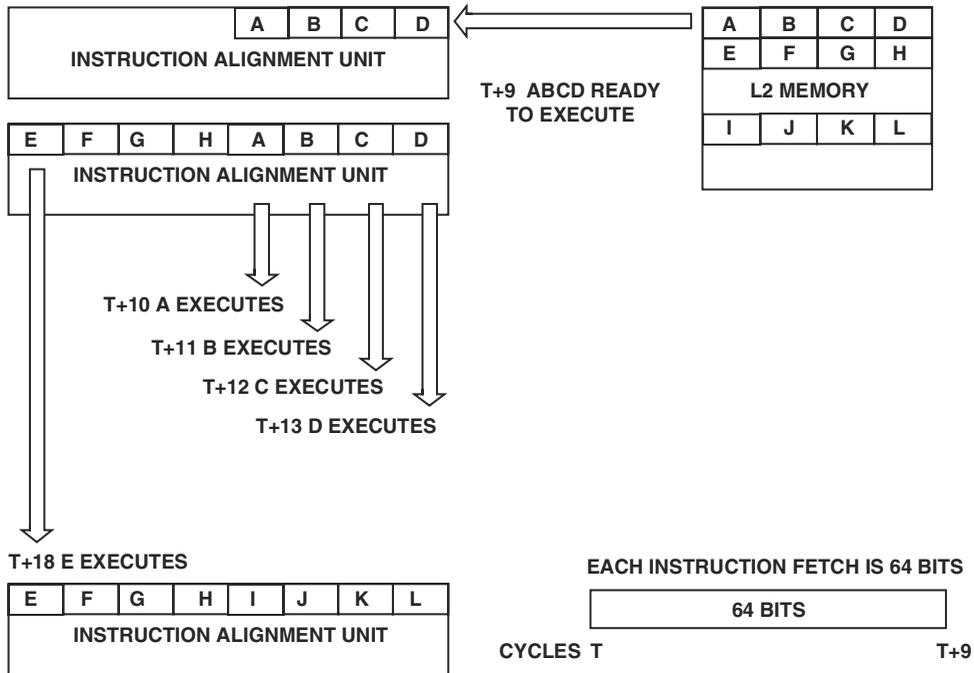 A B C D
INSTRUCTION ALIGNMENT UNIT
A B C D
E F G H
L2 MEMORY
I J K L
T+9 ABCD READY
TO EXECUTE
E F G H A B C D
INSTRUCTION ALIGNMENT UNIT
T+10 A EXECUTES
T+11 B EXECUTES
T+12 C EXECUTES
T+13 D EXECUTES
T+18 E EXECUTES
E F G H I J K L
INSTRUCTION ALIGNMENT UNIT
EACH INSTRUCTION FETCH IS 64 BITS
64 BITS
CYCLES T T+9